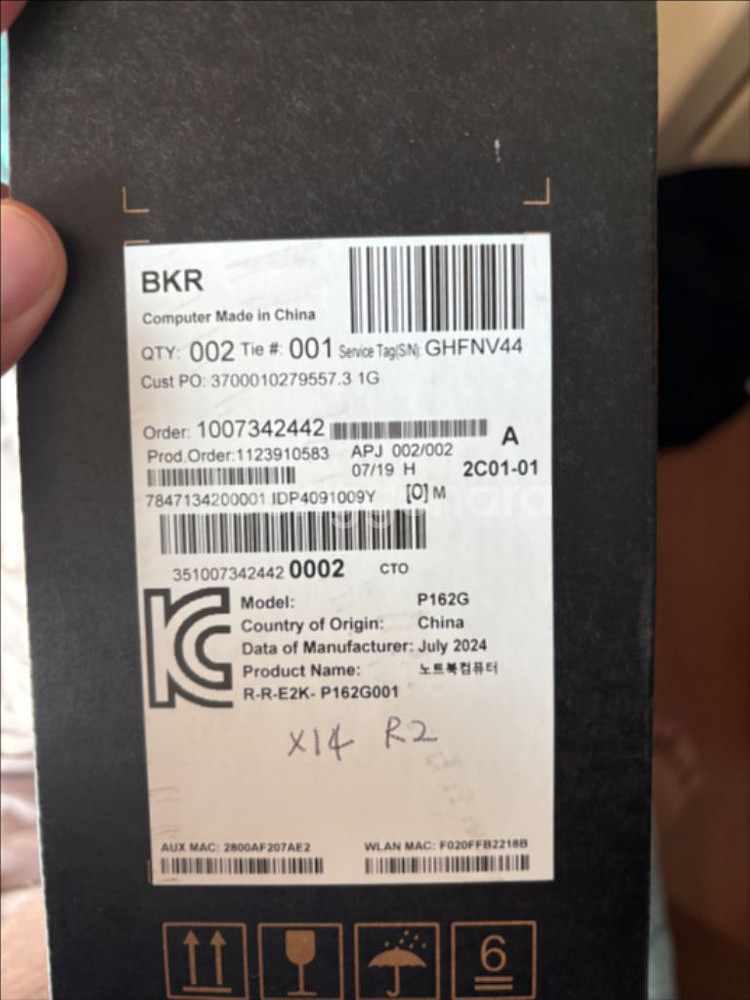 BKR
Computer Made in China
QTY: 002 Tie #: 001 Service Tag(S/N): GHFNV44
Cust PO: 3700010279557.3 1G
Order: 1007342442
A
Prod.Order:1123910583 APJ 002/002
07/19 H 2C01-01
7847134200001 IDP4091009Y [O] M
351007342442 0002 CTO
Model: P162G
Country of Origin: China
Data of Manufacturer: July 2024
Product Name: 노트북컴퓨터
R-R-E2K- P162G001
X14 R2
AUX MAC: 2800AF207AE2 WLAN MAC: F020FFB2218B
6